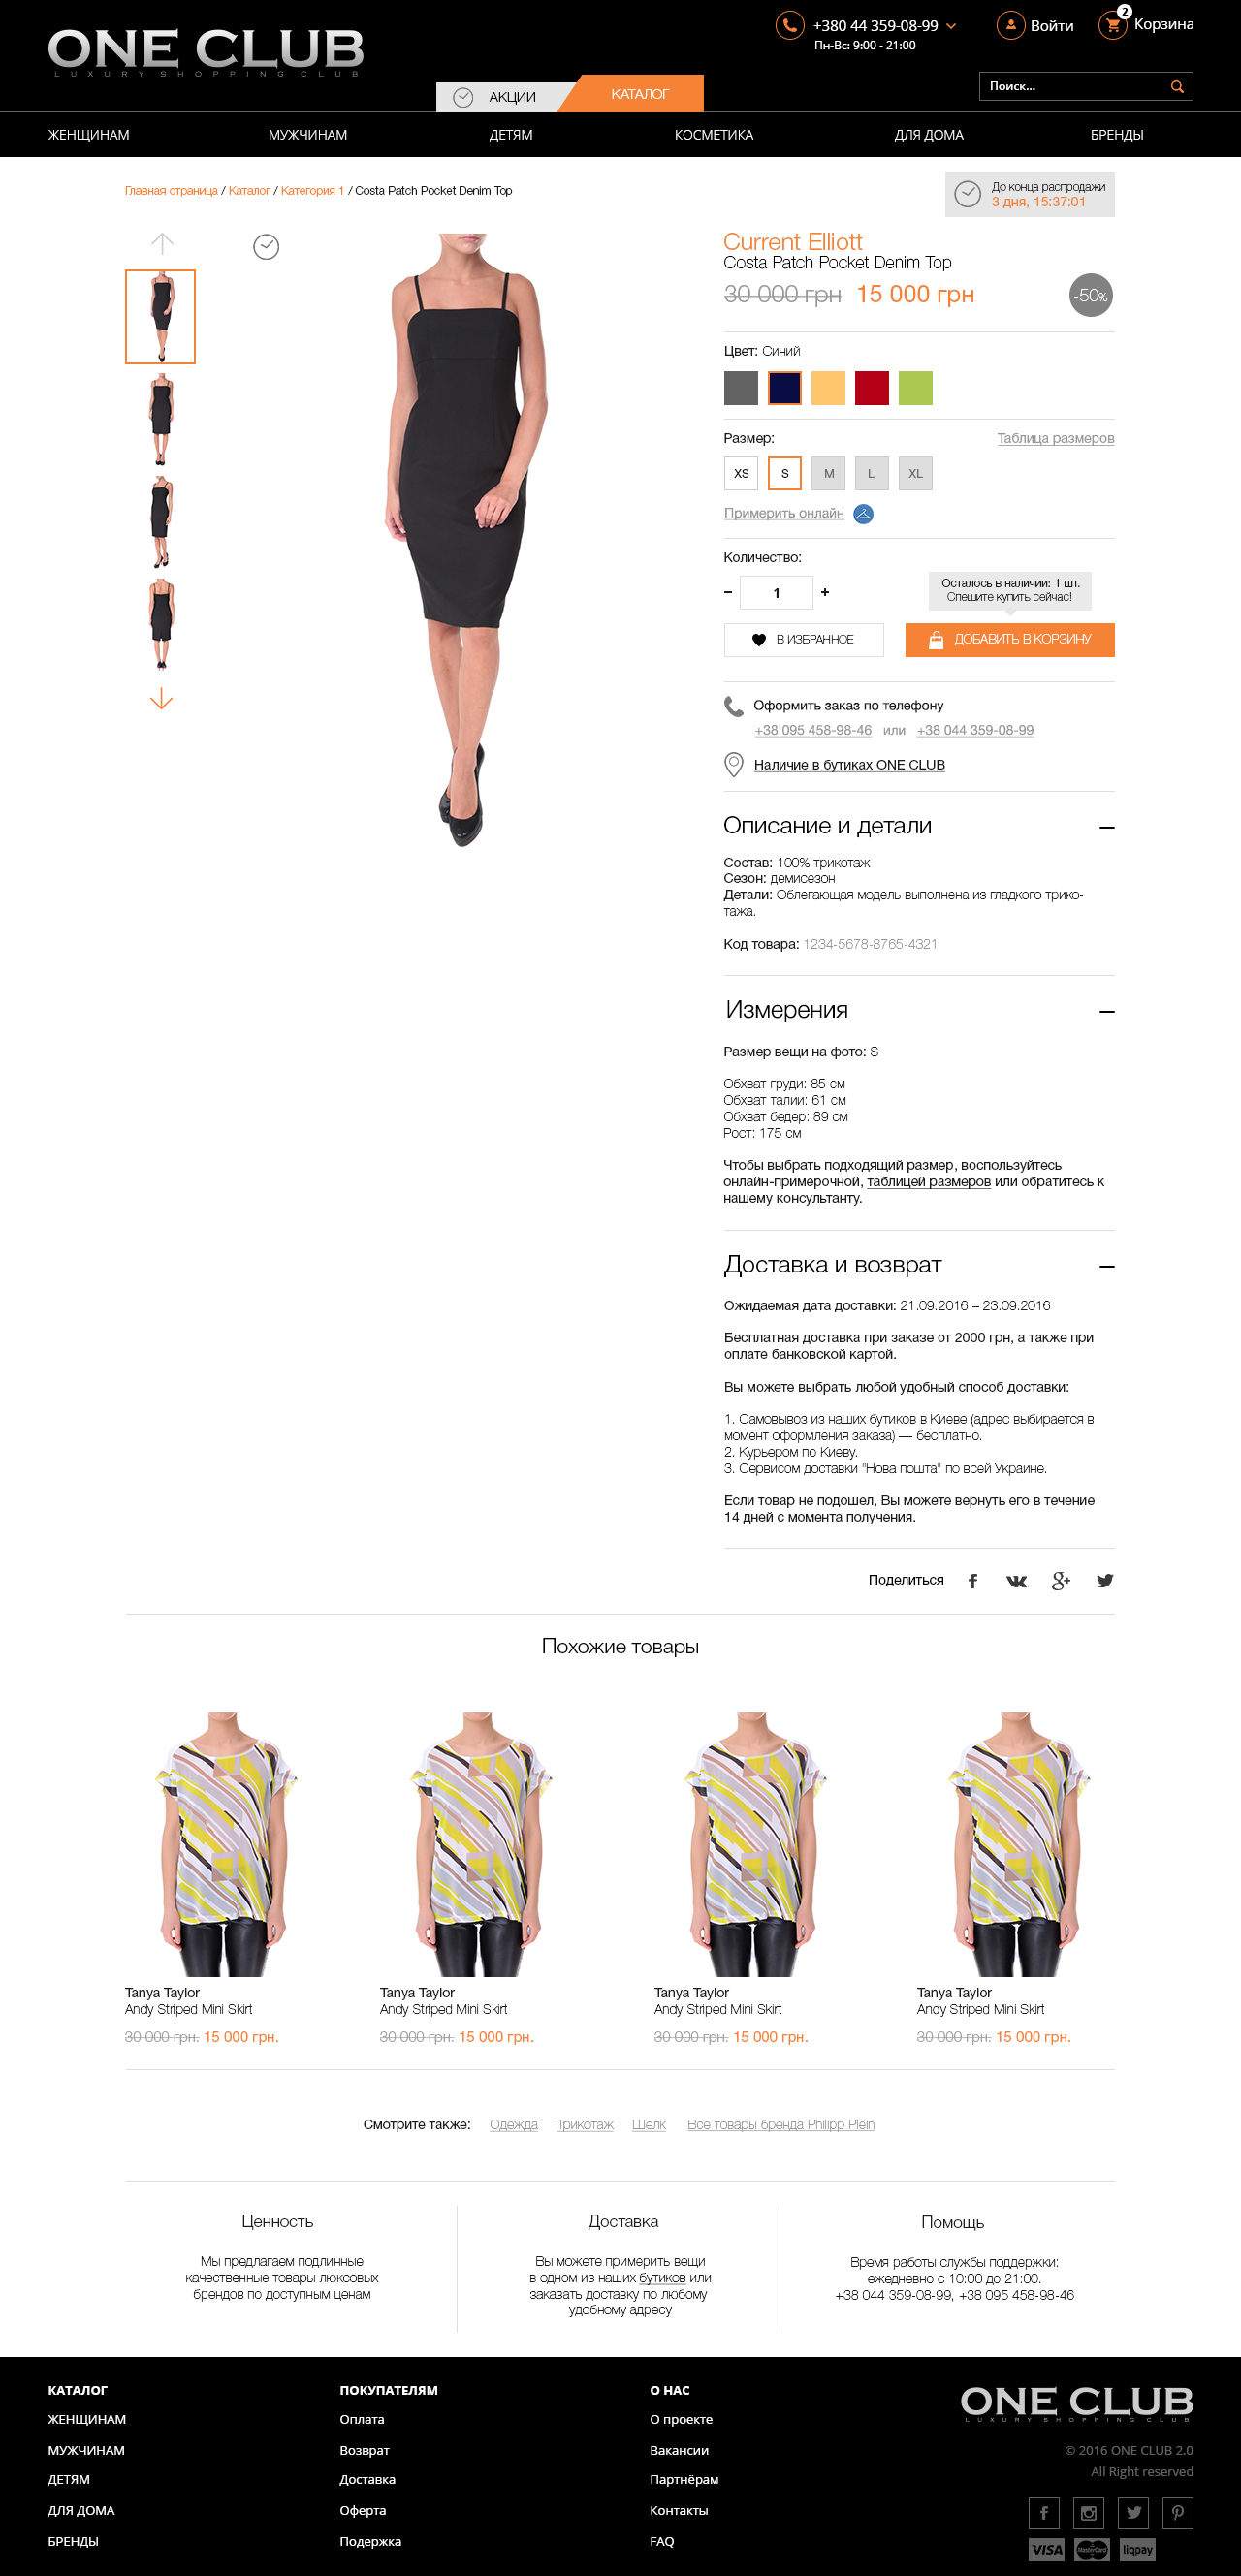 ONE CLUB
LUXURY SHOPPING CLUB
+380 44 359-08-99
Пн-Вс: 9:00 - 21:00
Войти
2
Корзина
АКЦИИ
КАТАЛОГ
Поиск...
ЖЕНЩИНАМ
МУЖЧИНАМ
ДЕТЯМ
КОСМЕТИКА
ДЛЯ ДОМА
БРЕНДЫ
Главная страница / Каталог / Категория 1 / Costa Patch Pocket Denim Top
До конца распродажи
3 дня, 15:37:01
Current Elliott
Costa Patch Pocket Denim Top
30 000 грн 15 000 грн
-50%
Цвет: Синий
Размер:
Таблица размеров
XS
S
M
L
XL
Примерить онлайн
Количество:
1
Осталось в наличии: 1 шт.
Спешите купить сейчас!
В ИЗБРАННОЕ
ДОБАВИТЬ В КОРЗИНУ
Оформить заказ по телефону
+38 095 458-98-46 или +38 044 359-08-99
Наличие в бутиках ONE CLUB
Описание и детали
Состав: 100% трикотаж
Сезон: демисезон
Детали: Облегающая модель выполнена из гладкого трико-
тажа.
Код товара: 1234-5678-8765-4321
Измерения
Размер вещи на фото: S
Обхват груди: 85 см
Обхват талии: 61 см
Обхват бедер: 89 см
Рост: 175 см
Чтобы выбрать подходящий размер, воспользуйтесь
онлайн-примерочной, таблицей размеров или обратитесь к
нашему консультанту.
Доставка и возврат
Ожидаемая дата доставки: 21.09.2016 – 23.09.2016
Бесплатная доставка при заказе от 2000 грн, а также при
оплате банковской картой.
Вы можете выбрать любой удобный способ доставки:
1. Самовывоз из наших бутиков в Киеве (адрес выбирается в
момент оформления заказа) — бесплатно.
2. Курьером по Киеву.
3. Сервисом доставки "Нова пошта" по всей Украине.
Если товар не подошел, Вы можете вернуть его в течение
14 дней с момента получения.
Поделиться
Похожие товары
Tanya Taylor
Andy Striped Mini Skirt
30 000 грн. 15 000 грн.
Tanya Taylor
Andy Striped Mini Skirt
30 000 грн. 15 000 грн.
Tanya Taylor
Andy Striped Mini Skirt
30 000 грн. 15 000 грн.
Tanya Taylor
Andy Striped Mini Skirt
30 000 грн. 15 000 грн.
Смотрите также: Одежда Трикотаж Шелк Все товары бренда Philipp Plein
Ценность
Мы предлагаем подлинные
качественные товары люксовых
брендов по доступным ценам
Доставка
Вы можете примерить вещи
в одном из наших бутиков или
заказать доставку по любому
удобному адресу
Помощь
Время работы службы поддержки:
ежедневно с 10:00 до 21:00.
+38 044 359-08-99, +38 095 458-98-46
КАТАЛОГ
ЖЕНЩИНАМ
МУЖЧИНАМ
ДЕТЯМ
ДЛЯ ДОМА
БРЕНДЫ
ПОКУПАТЕЛЯМ
Оплата
Возврат
Доставка
Оферта
Подержка
О НАС
О проекте
Вакансии
Партнёрам
Контакты
FAQ
ONE CLUB
LUXURY SHOPPING CLUB
© 2016 ONE CLUB 2.0
All Right reserved
VISA
MasterCard
liqpay